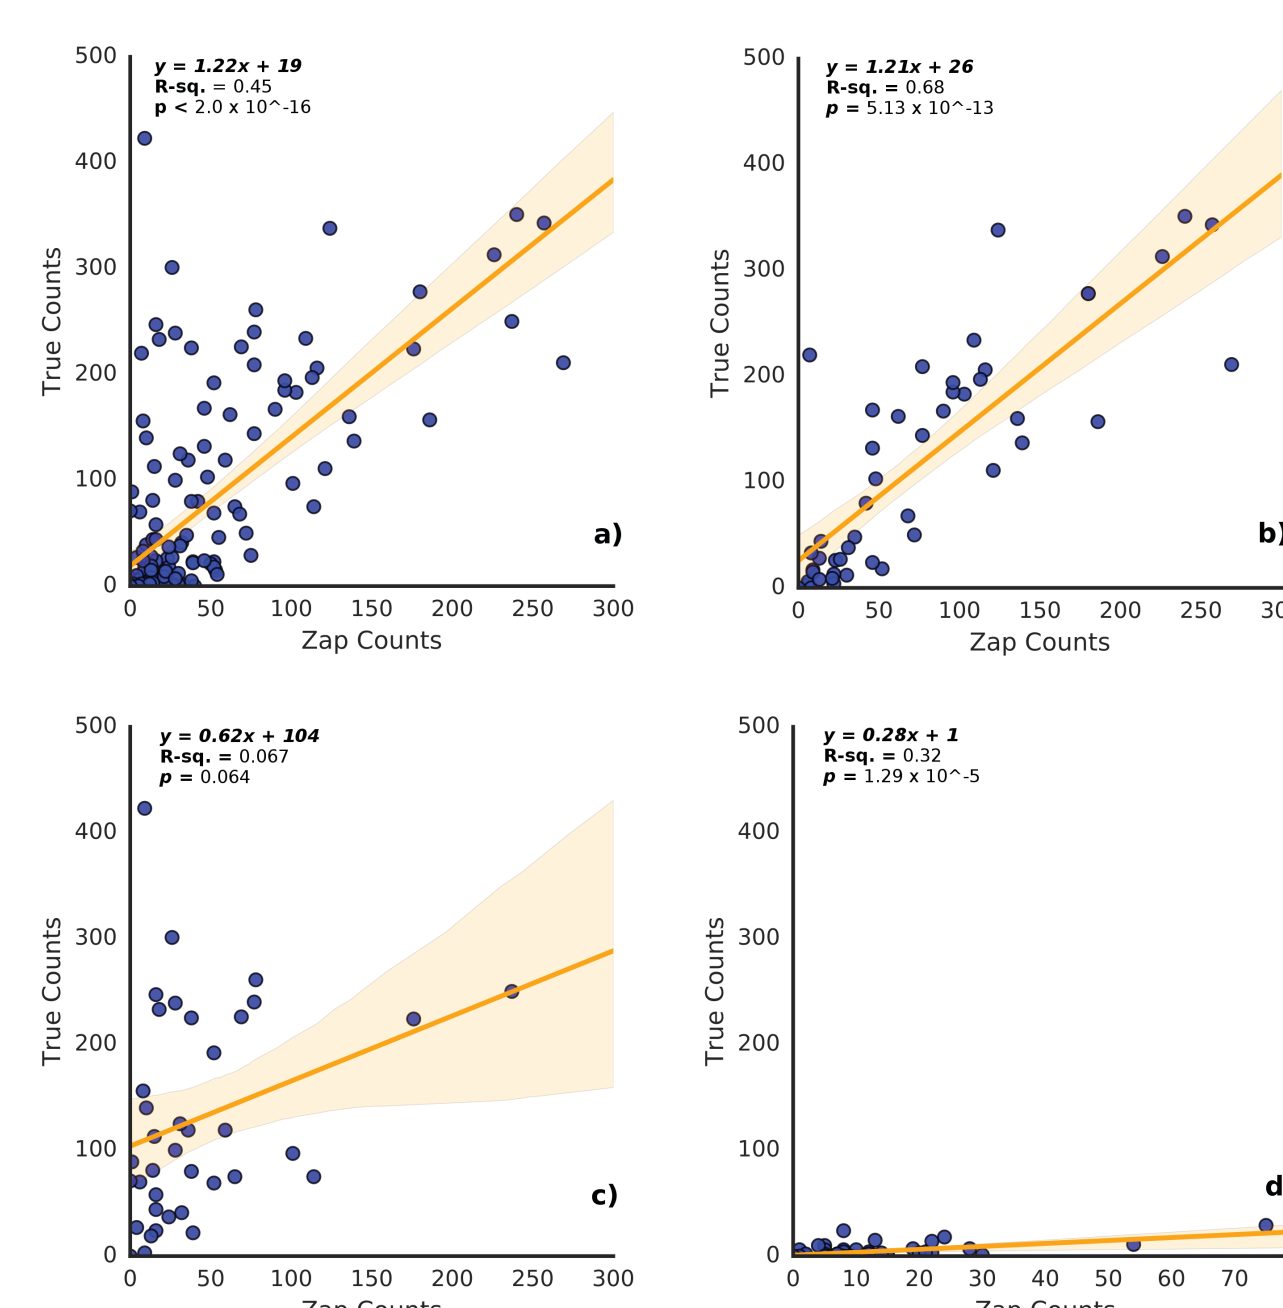 500
y = 1.22x + 19
R-sq. = 0.45
p < 2.0 x 10^-16
400
300
200
100
0
True Counts
a)
0 50 100 150 200 250 300
Zap Counts
500
y = 1.21x + 26
R-sq. = 0.68
p = 5.13 x 10^-13
400
300
200
100
0
True Counts
b)
0 50 100 150 200 250
Zap Counts
500
y = 0.62x + 104
R-sq. = 0.067
p = 0.064
400
300
200
100
0
True Counts
c)
0 50 100 150 200 250 300
Zap Counts
500
y = 0.28x + 1
R-sq. = 0.32
p = 1.29 x 10^-5
400
300
200
100
0
True Counts
d
0 10 20 30 40 50 60 70
Zap Counts